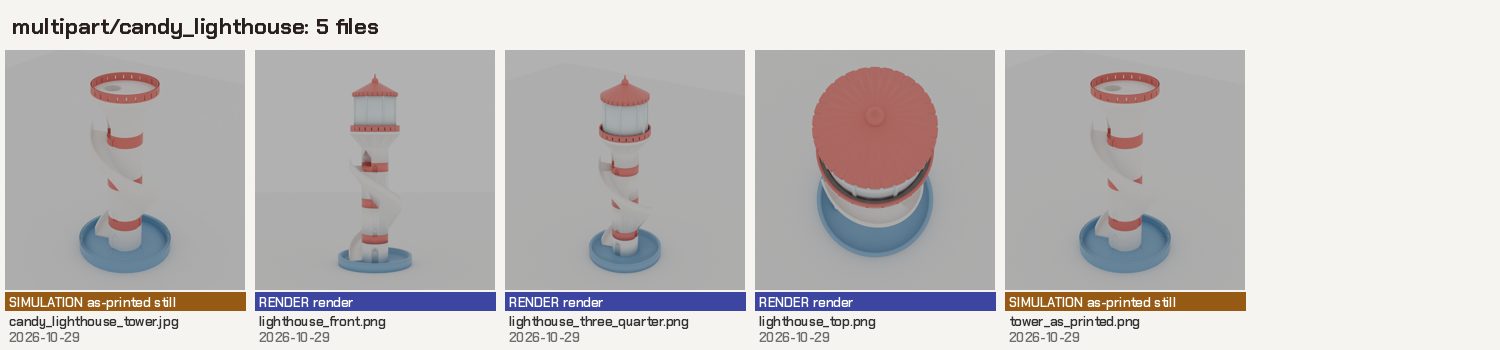 multipart/candy_lighthouse: 5 files
SIMULATION as-printed still
candy_lighthouse_tower.jpg
2026-10-29
RENDER render
lighthouse_front.png
2026-10-29
RENDER render
lighthouse_three_quarter.png
2026-10-29
RENDER render
lighthouse_top.png
2026-10-29
SIMULATION as-printed still
tower_as_printed.png
2026-10-29